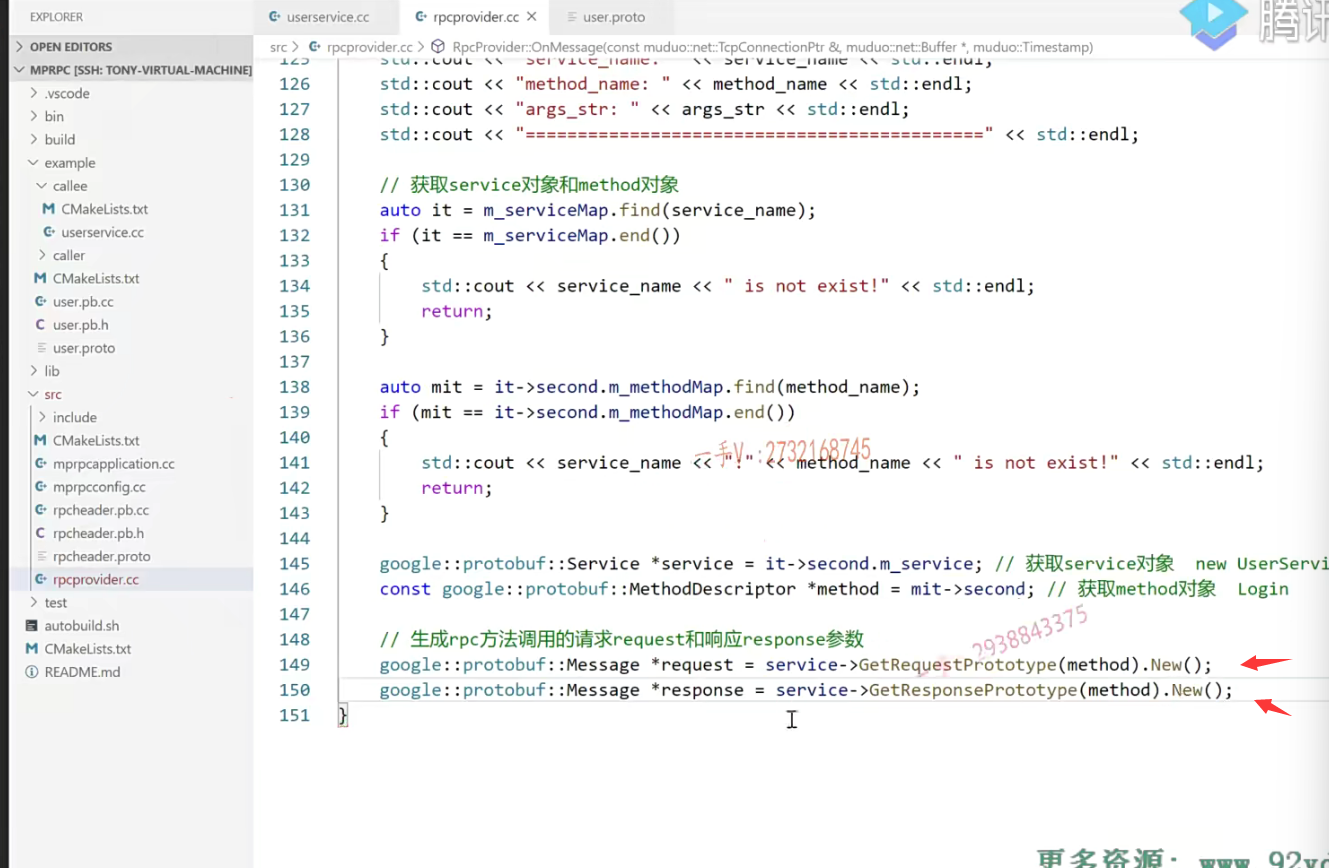 EXPLORER
OPEN EDITORS
MPRPC [SSH: TONY-VIRTUAL-MACHINE]
.vscode
bin
build
example
callee
CMakeLists.txt
userservice.cc
caller
CMakeLists.txt
user.pb.cc
user.pb.h
user.proto
lib
src
include
CMakeLists.txt
mprpcapplication.cc
mprpcconfig.cc
rpcheader.pb.cc
rpcheader.pb.h
rpcheader.proto
rpcprovider.cc
test
autobuild.sh
CMakeLists.txt
README.md
userservice.cc
rpcprovider.cc
user.proto
腾讯
src > rpcprovider.cc > RpcProvider::OnMessage(const muduo::net::TcpConnectionPtr &, muduo::net::Buffer *, muduo::Timestamp)
125 std::cout << "service_name: " << service_name << std::endl;
126 std::cout << "method_name: " << method_name << std::endl;
127 std::cout << "args_str: " << args_str << std::endl;
128 std::cout << "============================================" << std::endl;
129
130 // 获取service对象和method对象
131 auto it = m_serviceMap.find(service_name);
132 if (it == m_serviceMap.end())
133 {
134 std::cout << service_name << " is not exist!" << std::endl;
135 return;
136 }
137
138 auto mit = it->second.m_methodMap.find(method_name);
139 if (mit == it->second.m_methodMap.end())
140 {
一手V:2732168745
141 std::cout << service_name << ":" << method_name << " is not exist!" << std::endl;
142 return;
143 }
144
145 google::protobuf::Service *service = it->second.m_service; // 获取service对象 new UserServi
146 const google::protobuf::MethodDescriptor *method = mit->second; // 获取method对象 Login
147
148 // 生成rpc方法调用的请求request和响应response参数
2938843375
149 google::protobuf::Message *request = service->GetRequestPrototype(method).New();
150 google::protobuf::Message *response = service->GetResponsePrototype(method).New();
151 }
更多资源: www.92yd